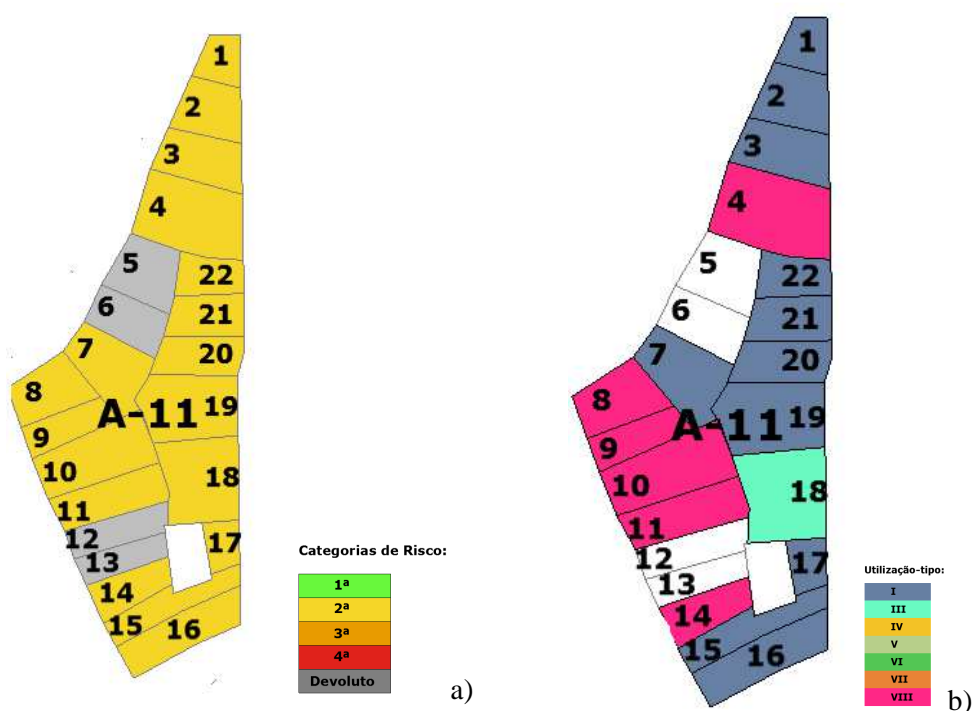 1
2
3
4
5
22
6
21
7
20
8
A-11 19
9
10
18
11
12
17
13
14
15
16
Categorias de Risco:
1ª
2ª
3ª
4ª
Devoluto
a)
1
2
3
4
5
22
6
21
7
20
8
A-11 19
9
10
18
11
12
17
13
14
15
16
Utilização-tipo:
I
III
IV
V
VI
VII
VIII
b)